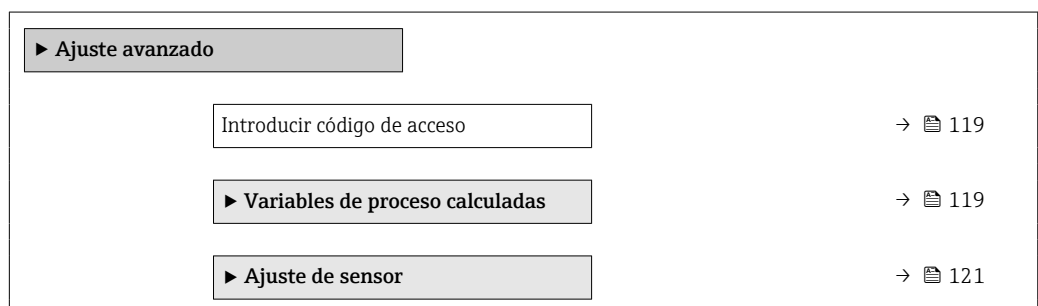 ▶ Ajuste avanzado
Introducir código de acceso → 119
▶ Variables de proceso calculadas → 119
▶ Ajuste de sensor → 121